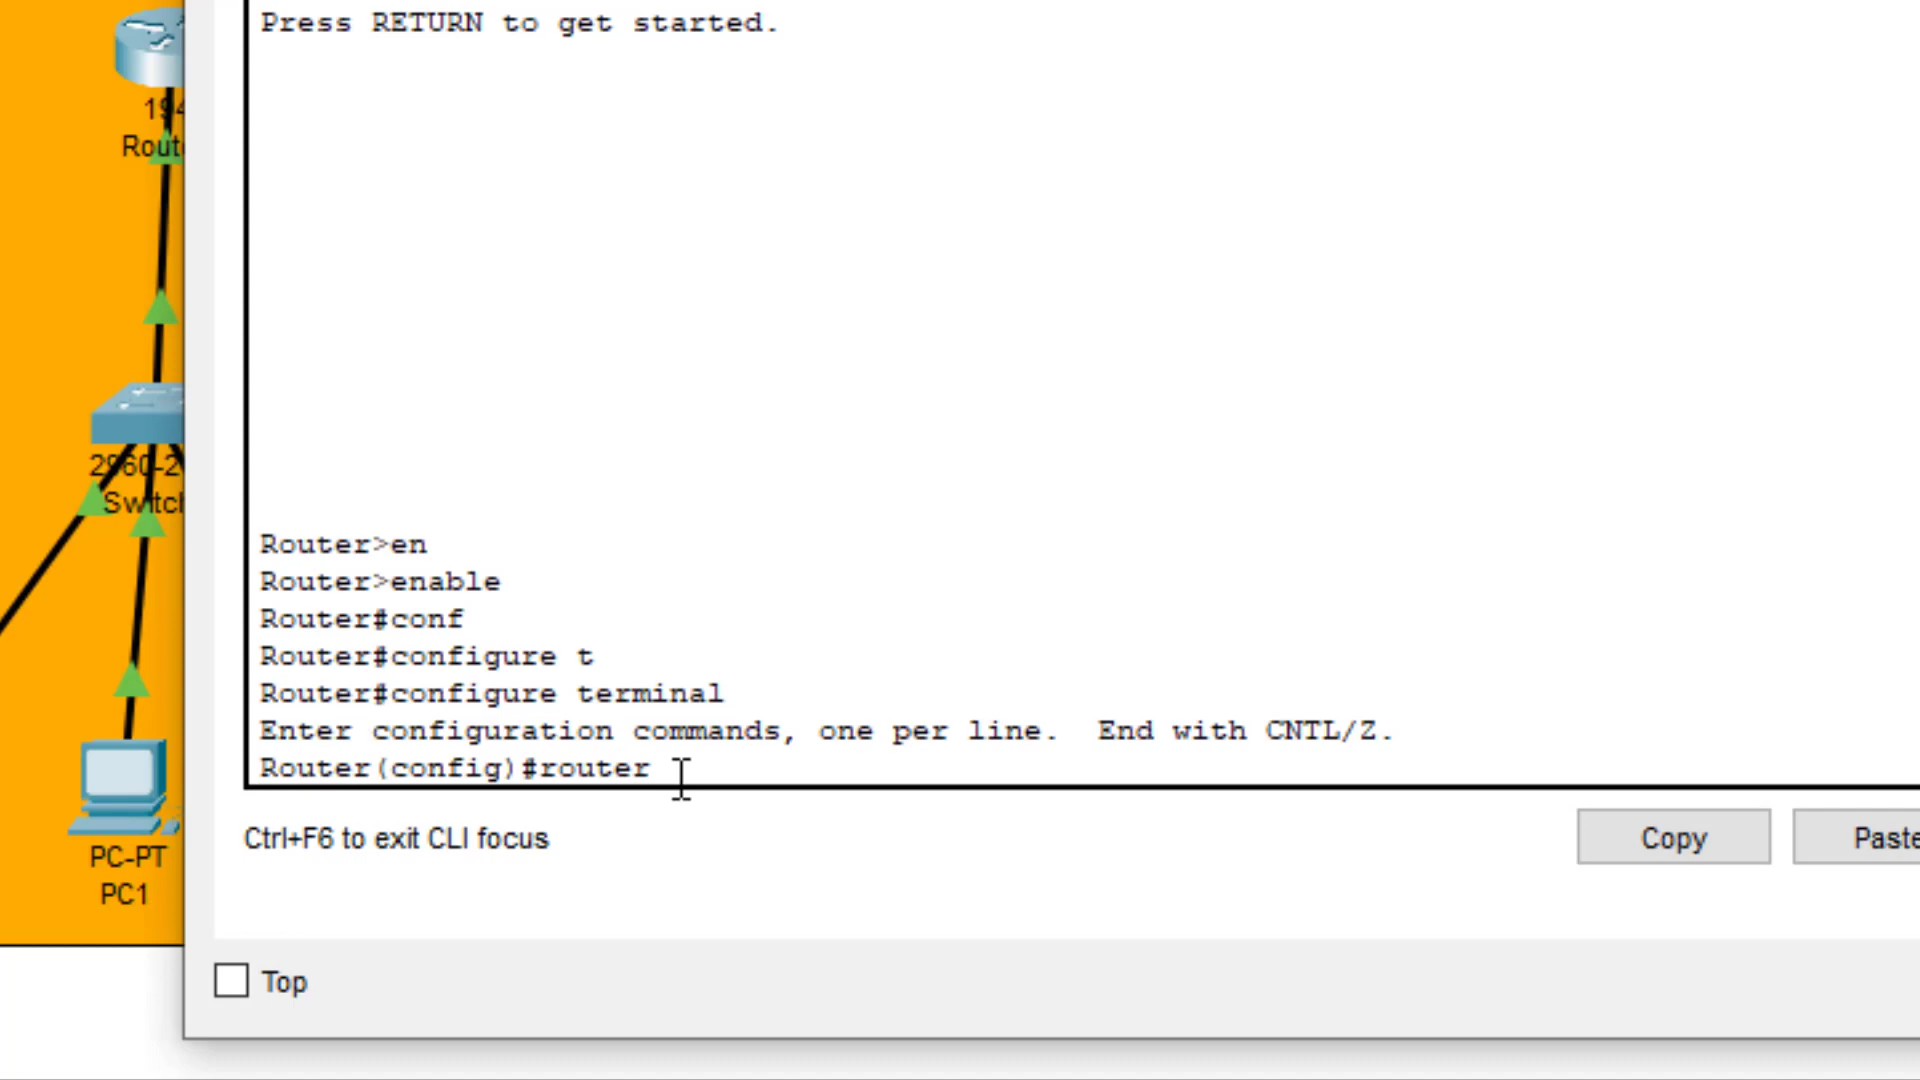 Press RETURN to get started.
Router>en
Router>enable
Router#conf
Router#configure t
Router#configure terminal
Enter configuration commands, one per line.  End with CNTL/Z.
Router(config)#router
Ctrl+F6 to exit CLI focus
Copy
Paste
Top
PC-PT
PC1